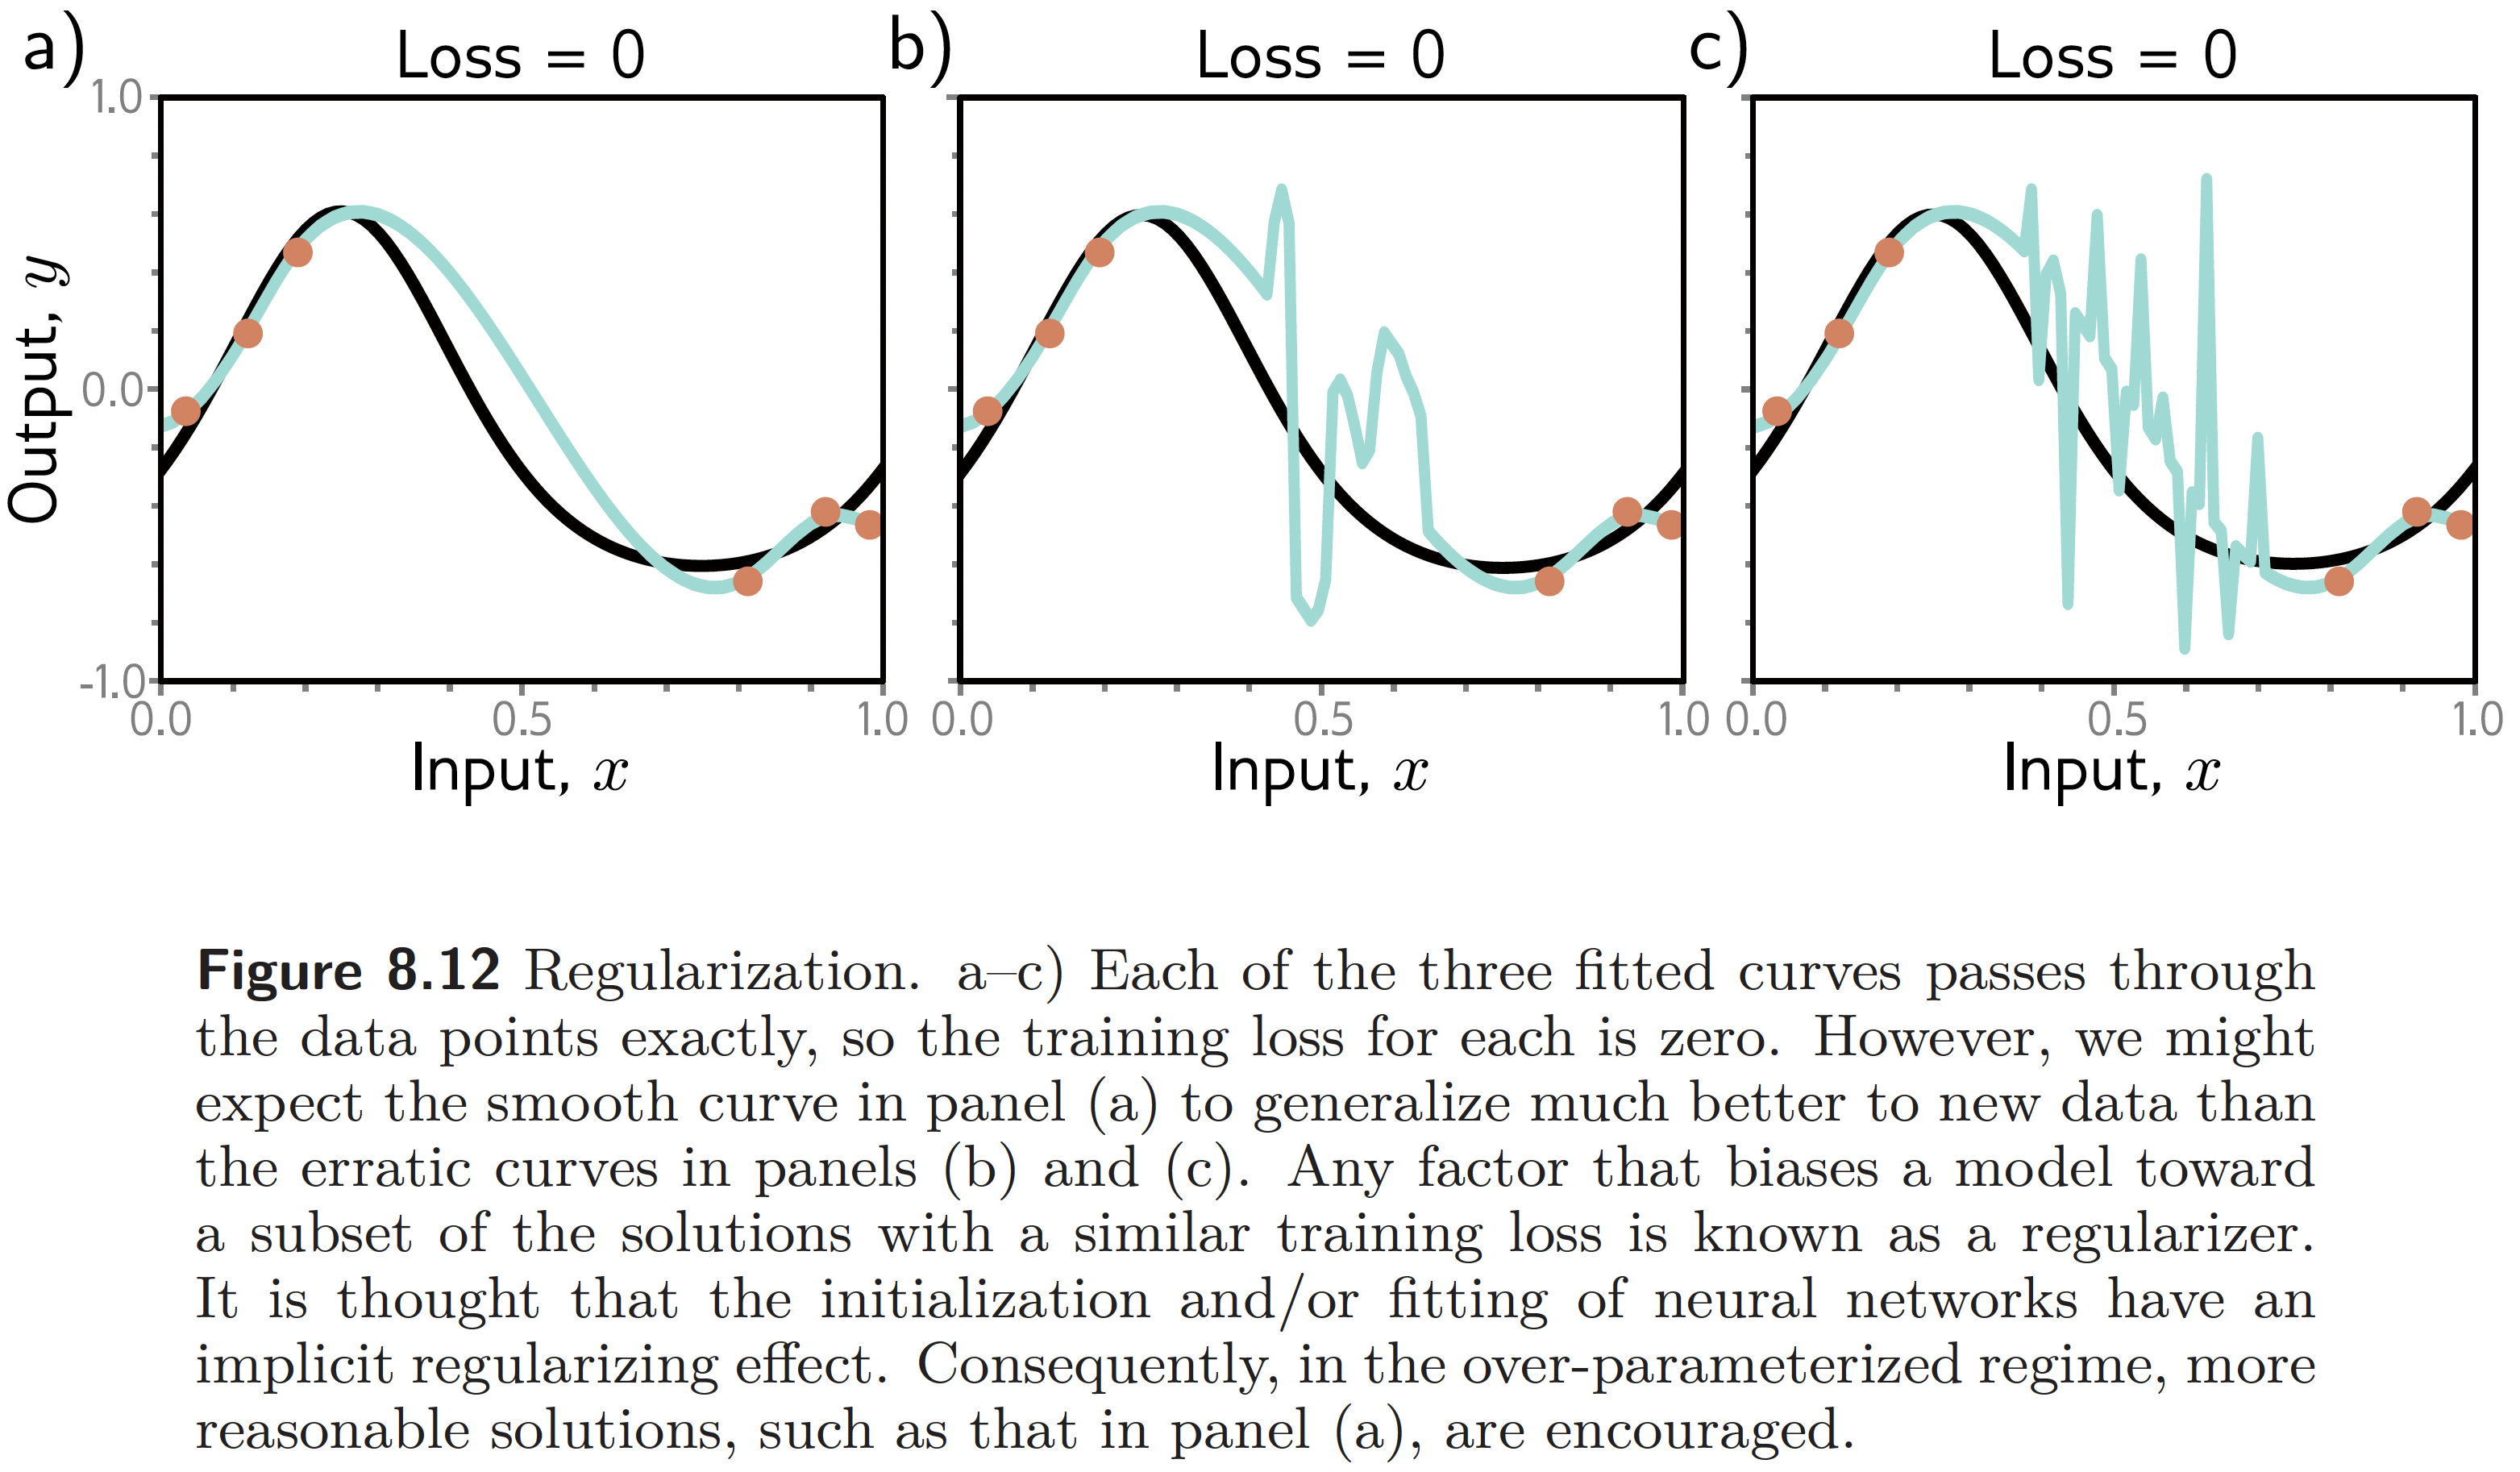 a) Loss = 0 b) Loss = 0 c) Loss = 0
1.0
0.0
-1.0
Output, y
0.0 0.5 1.0 0.0 0.5 1.0 0.0 0.5 1.0
Input, x Input, x Input, x
Figure 8.12 Regularization. a–c) Each of the three fitted curves passes through
the data points exactly, so the training loss for each is zero. However, we might
expect the smooth curve in panel (a) to generalize much better to new data than
the erratic curves in panels (b) and (c). Any factor that biases a model toward
a subset of the solutions with a similar training loss is known as a regularizer.
It is thought that the initialization and/or fitting of neural networks have an
implicit regularizing effect. Consequently, in the over-parameterized regime, more
reasonable solutions, such as that in panel (a), are encouraged.